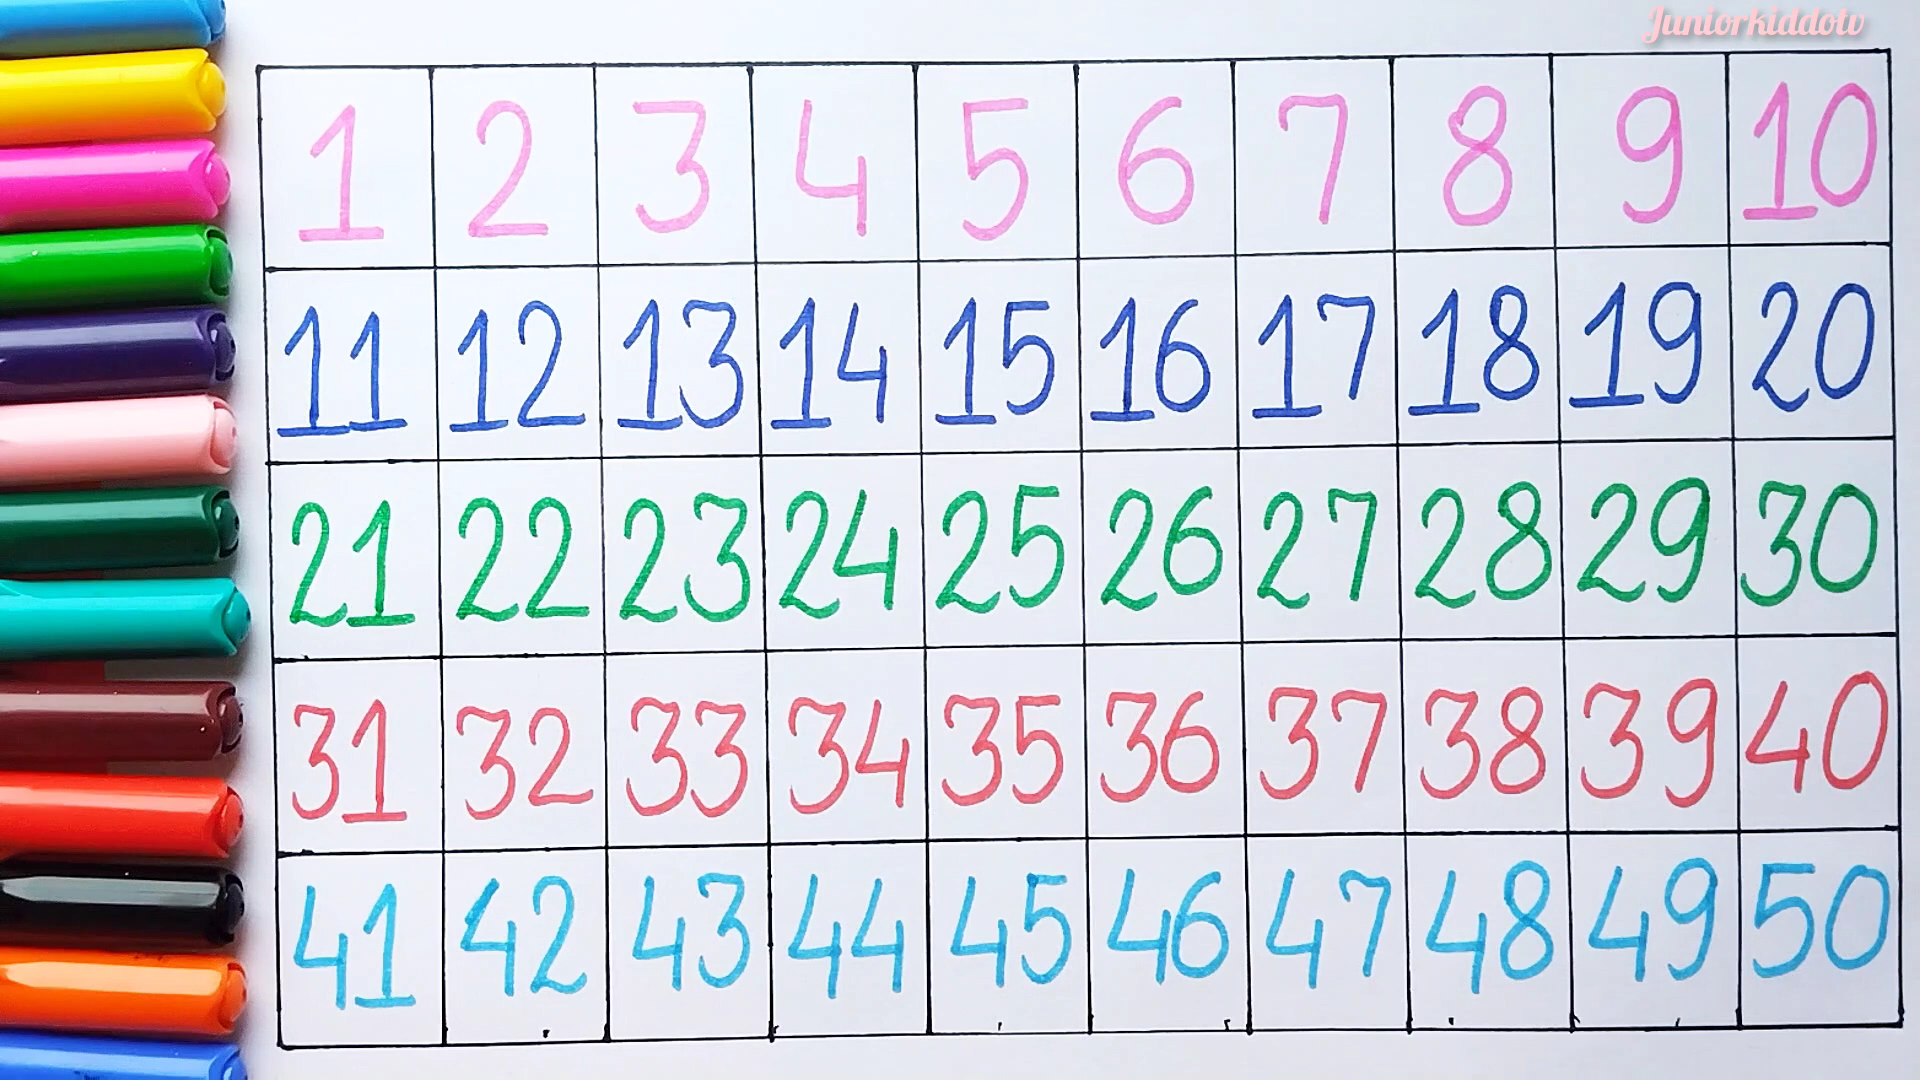 Juniorkiddotv
1 2 3 4 5 6 7 8 9 10
11 12 13 14 15 16 17 18 19 20
21 22 23 24 25 26 27 28 29 30
31 32 33 34 35 36 37 38 39 40
41 42 43 44 45 46 47 48 49 50